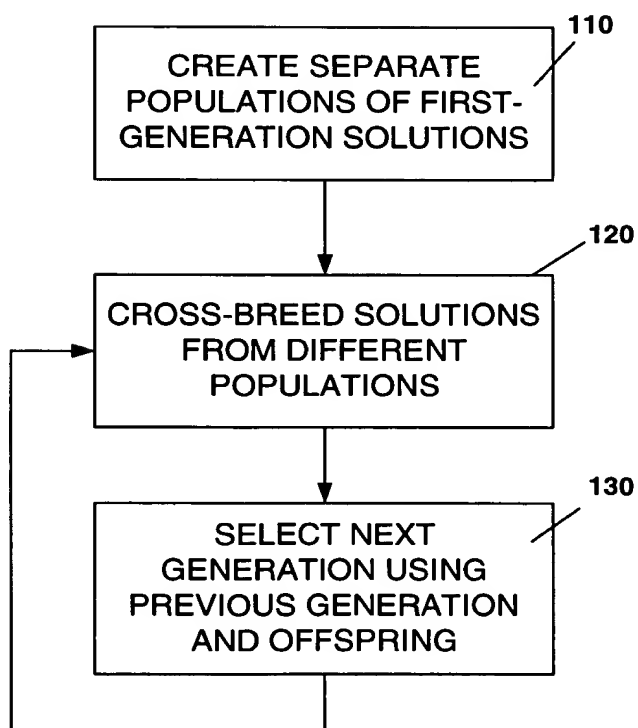 110
CREATE SEPARATE
POPULATIONS OF FIRST-
GENERATION SOLUTIONS
120
CROSS-BREED SOLUTIONS
FROM DIFFERENT
POPULATIONS
130
SELECT NEXT
GENERATION USING
PREVIOUS GENERATION
AND OFFSPRING